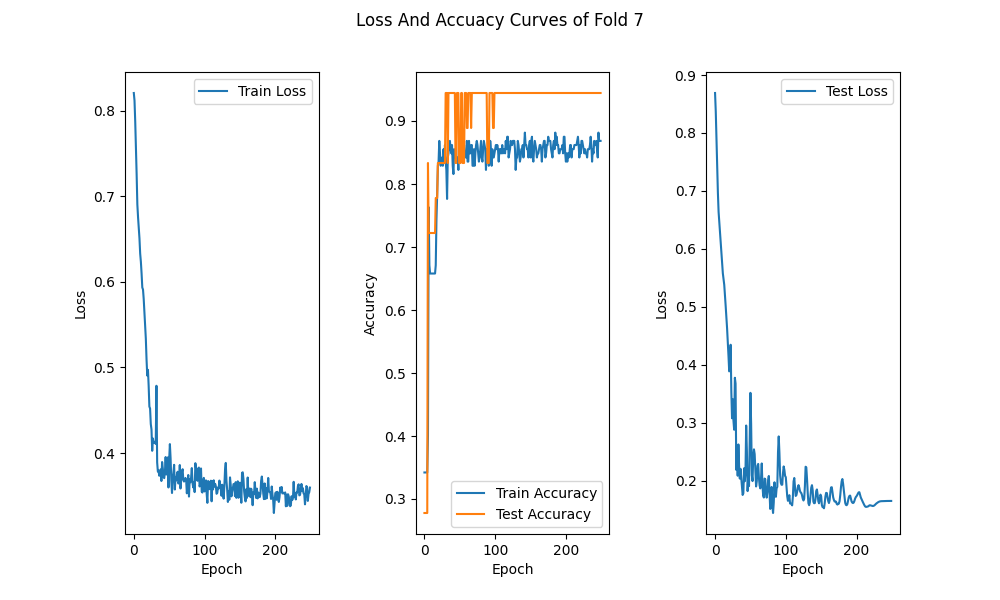 Loss And Accuacy Curves of Fold 7
Train Loss
0.8
0.7
0.6
0.5
0.4
Loss
0
100
200
Epoch
0.9
0.8
0.7
0.6
0.5
0.4
0.3
Accuracy
Train Accuracy
Test Accuracy
0
100
200
Epoch
Test Loss
0.9
0.8
0.7
0.6
0.5
0.4
0.3
0.2
Loss
0
100
200
Epoch